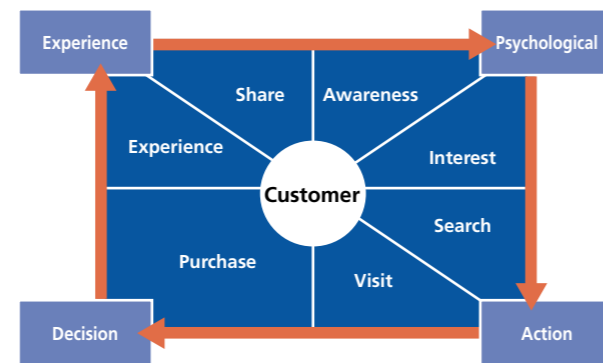 Experience
Psychological
Share
Awareness
Experience
Interest
Customer
Search
Purchase
Visit
Decision
Action